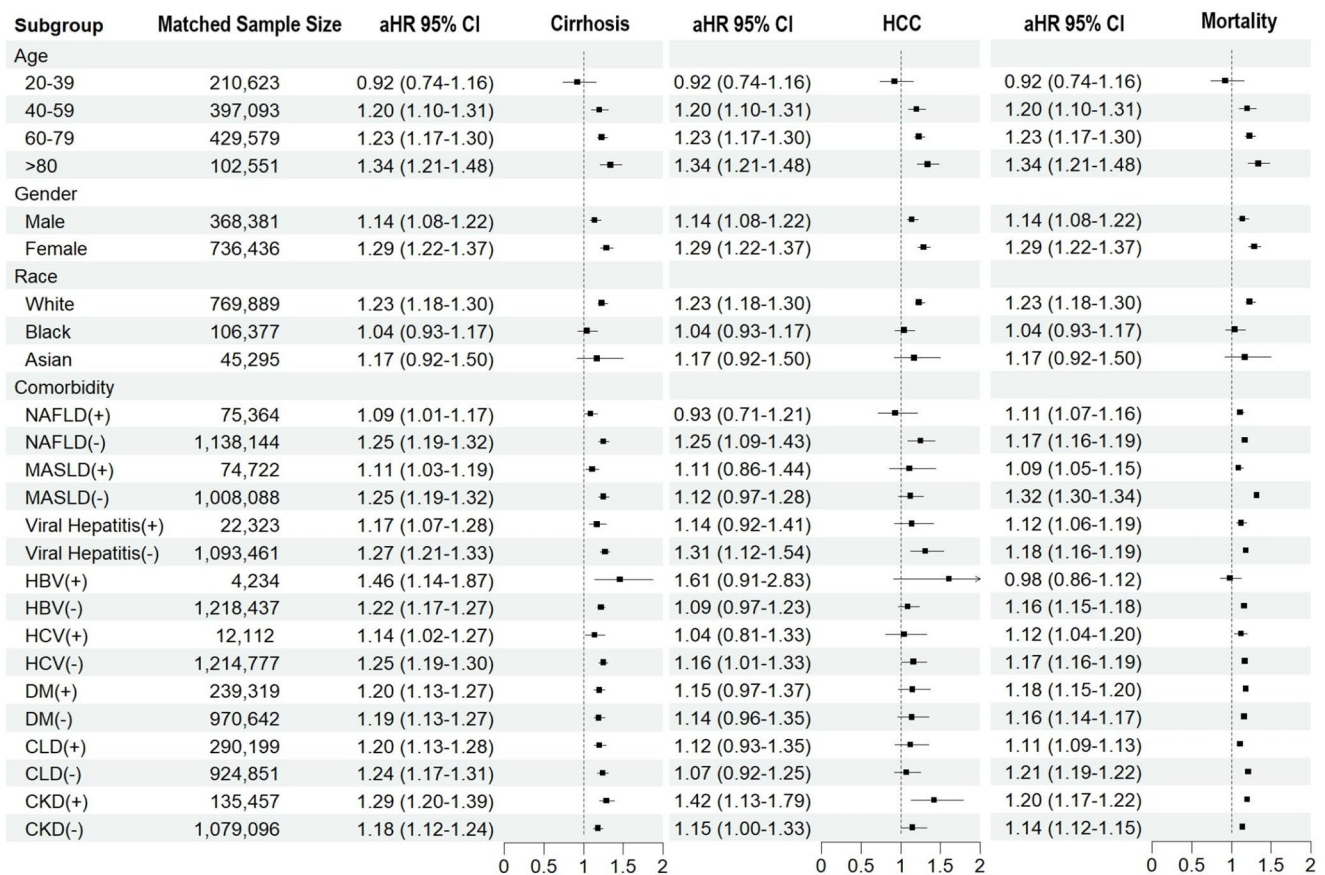 Subgroup Matched Sample Size aHR 95% CI Cirrhosis aHR 95% CI HCC aHR 95% CI Mortality
Age
20-39 210,623 0.92 (0.74-1.16) 0.92 (0.74-1.16) 0.92 (0.74-1.16)
40-59 397,093 1.20 (1.10-1.31) 1.20 (1.10-1.31) 1.20 (1.10-1.31)
60-79 429,579 1.23 (1.17-1.30) 1.23 (1.17-1.30) 1.23 (1.17-1.30)
>80 102,551 1.34 (1.21-1.48) 1.34 (1.21-1.48) 1.34 (1.21-1.48)
Gender
Male 368,381 1.14 (1.08-1.22) 1.14 (1.08-1.22) 1.14 (1.08-1.22)
Female 736,436 1.29 (1.22-1.37) 1.29 (1.22-1.37) 1.29 (1.22-1.37)
Race
White 769,889 1.23 (1.18-1.30) 1.23 (1.18-1.30) 1.23 (1.18-1.30)
Black 106,377 1.04 (0.93-1.17) 1.04 (0.93-1.17) 1.04 (0.93-1.17)
Asian 45,295 1.17 (0.92-1.50) 1.17 (0.92-1.50) 1.17 (0.92-1.50)
Comorbidity
NAFLD(+) 75,364 1.09 (1.01-1.17) 0.93 (0.71-1.21) 1.11 (1.07-1.16)
NAFLD(-) 1,138,144 1.25 (1.19-1.32) 1.25 (1.09-1.43) 1.17 (1.16-1.19)
MASLD(+) 74,722 1.11 (1.03-1.19) 1.11 (0.86-1.44) 1.09 (1.05-1.15)
MASLD(-) 1,008,088 1.25 (1.19-1.32) 1.12 (0.97-1.28) 1.32 (1.30-1.34)
Viral Hepatitis(+) 22,323 1.17 (1.07-1.28) 1.14 (0.92-1.41) 1.12 (1.06-1.19)
Viral Hepatitis(-) 1,093,461 1.27 (1.21-1.33) 1.31 (1.12-1.54) 1.18 (1.16-1.19)
HBV(+) 4,234 1.46 (1.14-1.87) 1.61 (0.91-2.83) 0.98 (0.86-1.12)
HBV(-) 1,218,437 1.22 (1.17-1.27) 1.09 (0.97-1.23) 1.16 (1.15-1.18)
HCV(+) 12,112 1.14 (1.02-1.27) 1.04 (0.81-1.33) 1.12 (1.04-1.20)
HCV(-) 1,214,777 1.25 (1.19-1.30) 1.16 (1.01-1.33) 1.17 (1.16-1.19)
DM(+) 239,319 1.20 (1.13-1.27) 1.15 (0.97-1.37) 1.18 (1.15-1.20)
DM(-) 970,642 1.19 (1.13-1.27) 1.14 (0.96-1.35) 1.16 (1.14-1.17)
CLD(+) 290,199 1.20 (1.13-1.28) 1.12 (0.93-1.35) 1.11 (1.09-1.13)
CLD(-) 924,851 1.24 (1.17-1.31) 1.07 (0.92-1.25) 1.21 (1.19-1.22)
CKD(+) 135,457 1.29 (1.20-1.39) 1.42 (1.13-1.79) 1.20 (1.17-1.22)
CKD(-) 1,079,096 1.18 (1.12-1.24) 1.15 (1.00-1.33) 1.14 (1.12-1.15)
0 0.5 1 1.5 2 0 0.5 1 1.5 2 0 0.5 1 1.5 2